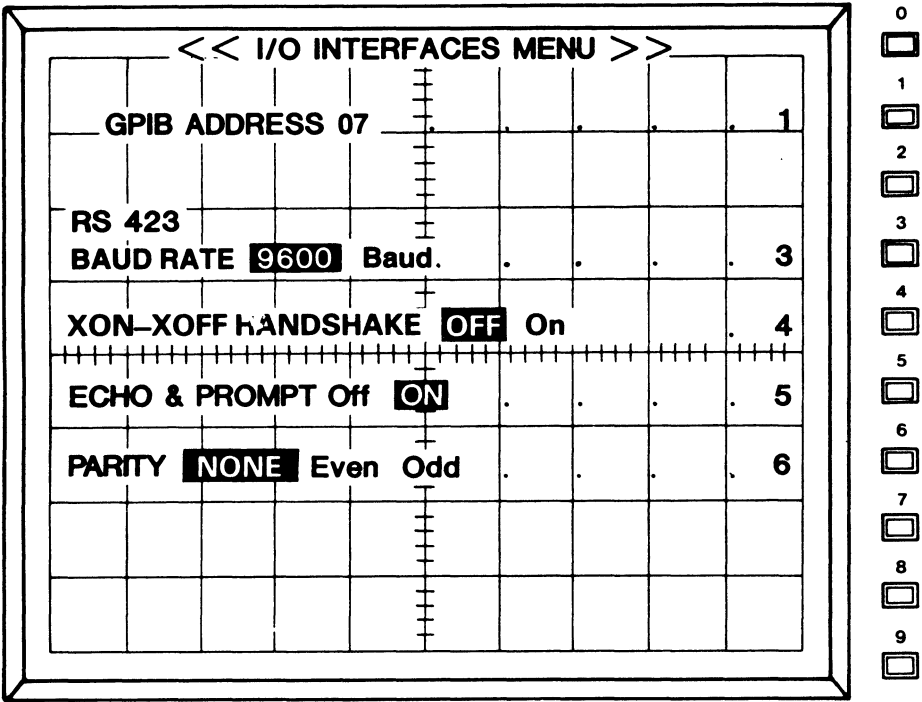 << I/O INTERFACES MENU >>
GPIB ADDRESS 07 . . . . . 1
RS 423
BAUD RATE 9600 Baud. . . . . 3
XON–XOFF HANDSHAKE OFF On . 4
ECHO & PROMPT Off ON . . . . 5
PARITY NONE Even Odd . . . . 6
0
1
2
3
4
5
6
7
8
9